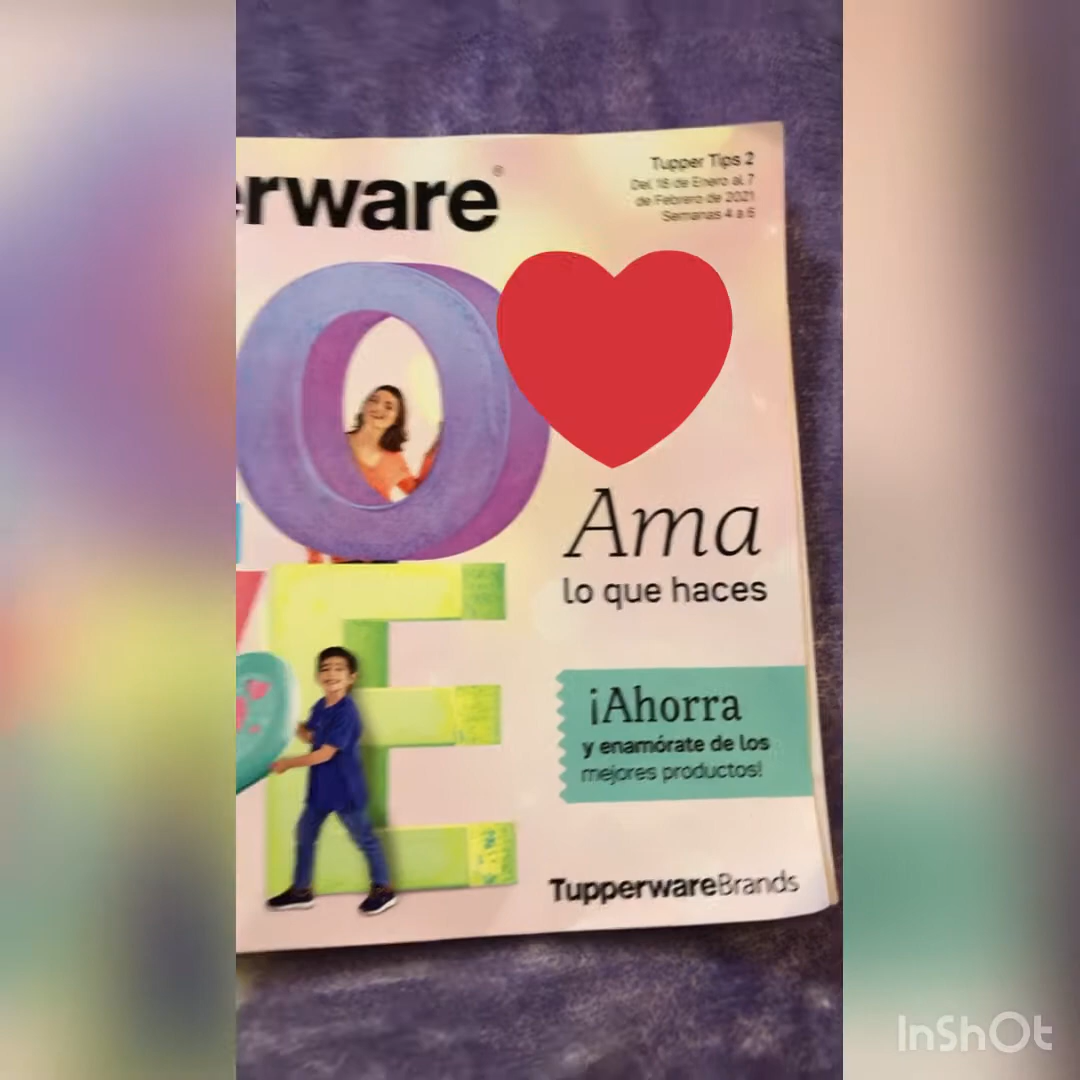 erware®
Tupper Tips 2
Del 18 de Enero al 7
de Febrero de 2021
Semanas 4 a 6
O
E
Ama
lo que haces
¡Ahorra
y enamórate de los
mejores productos!
TupperwareBrands
InShOt